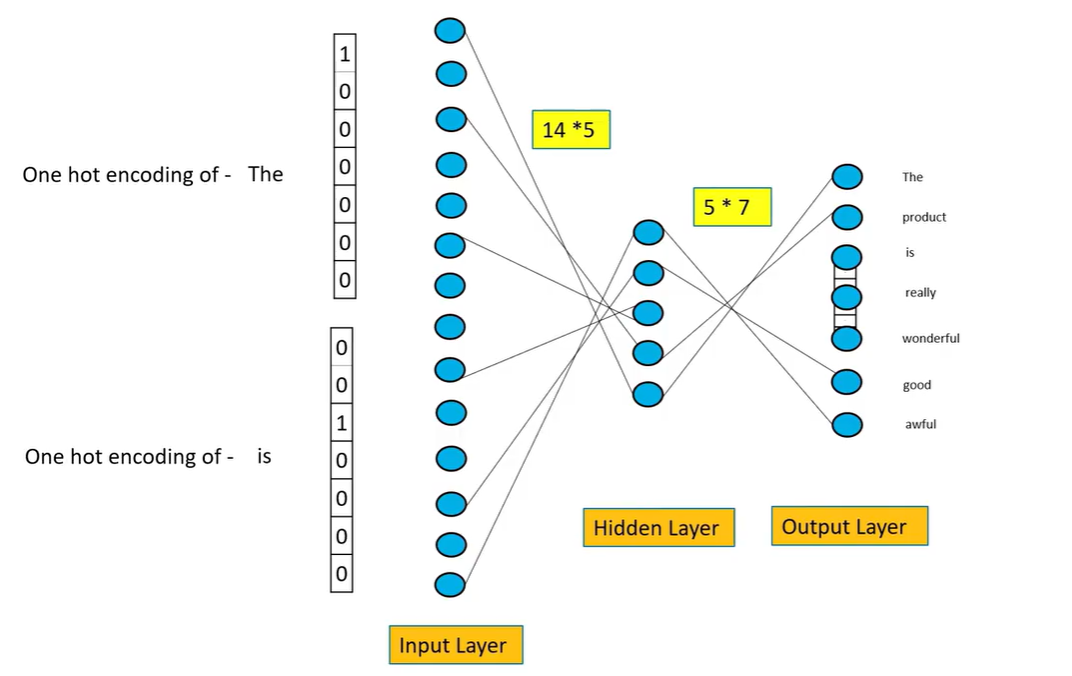 One hot encoding of - The
1
0
0
0
0
0
0
One hot encoding of - is
0
0
1
0
0
0
0
14 *5
5 * 7
The
product
is
really
wonderful
good
awful
Input Layer
Hidden Layer
Output Layer